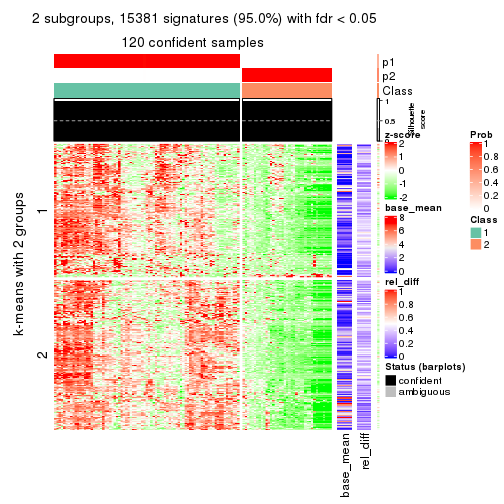 2 subgroups, 15381 signatures (95.0%) with fdr < 0.05
120 confident samples
p1
p2
Class
1
0.5
0
Silhouette
score
k-means with 2 groups
1
2
base_mean
rel_diff
z-score
2
1
0
-1
-2
base_mean
8
6
4
2
0
rel_diff
1
0.8
0.6
0.4
0.2
0
Status (barplots)
confident
ambiguous
Prob
1
0.8
0.6
0.4
0.2
0
Class
1
2